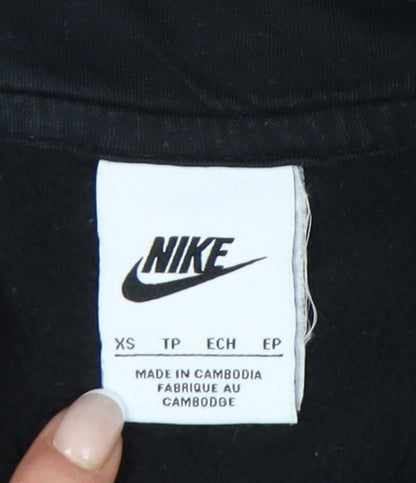 NIKE
XS TP ECH EP
MADE IN CAMBODIA
FABRIQUE AU
CAMBODGE